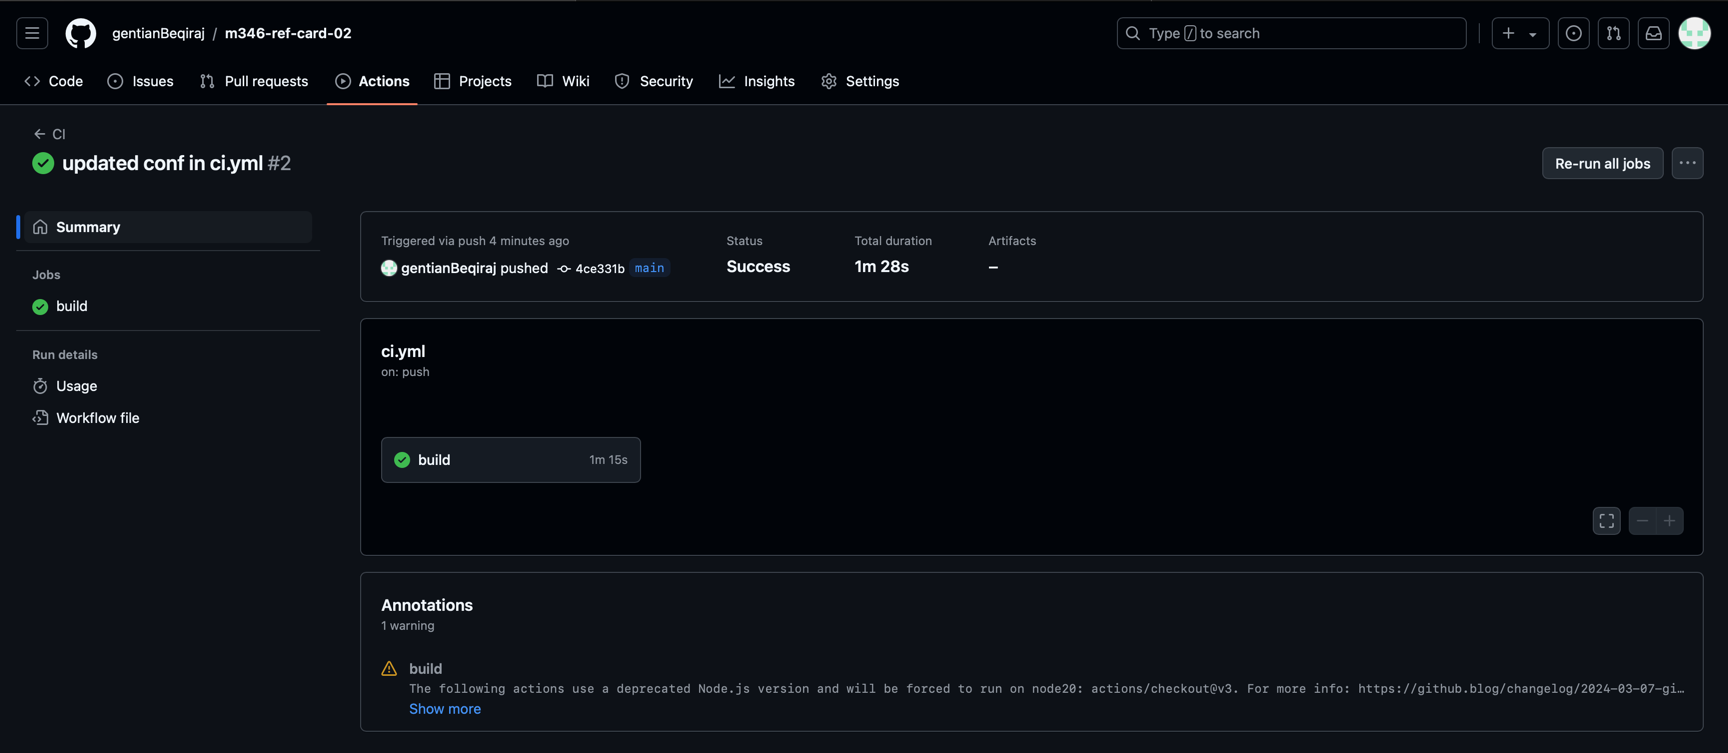 gentianBeqiraj / m346-ref-card-02
Type / to search
Code Issues Pull requests Actions Projects Wiki Security Insights Settings
CI
updated conf in ci.yml #2
Re-run all jobs
Summary
Jobs
build
Run details
Usage
Workflow file
Triggered via push 4 minutes ago
gentianBeqiraj pushed 4ce331b main
Status
Success
Total duration
1m 28s
Artifacts
–
ci.yml
on: push
build 1m 15s
Annotations
1 warning
build
The following actions use a deprecated Node.js version and will be forced to run on node20: actions/checkout@v3. For more info: https://github.blog/changelog/2024-03-07-gi…
Show more